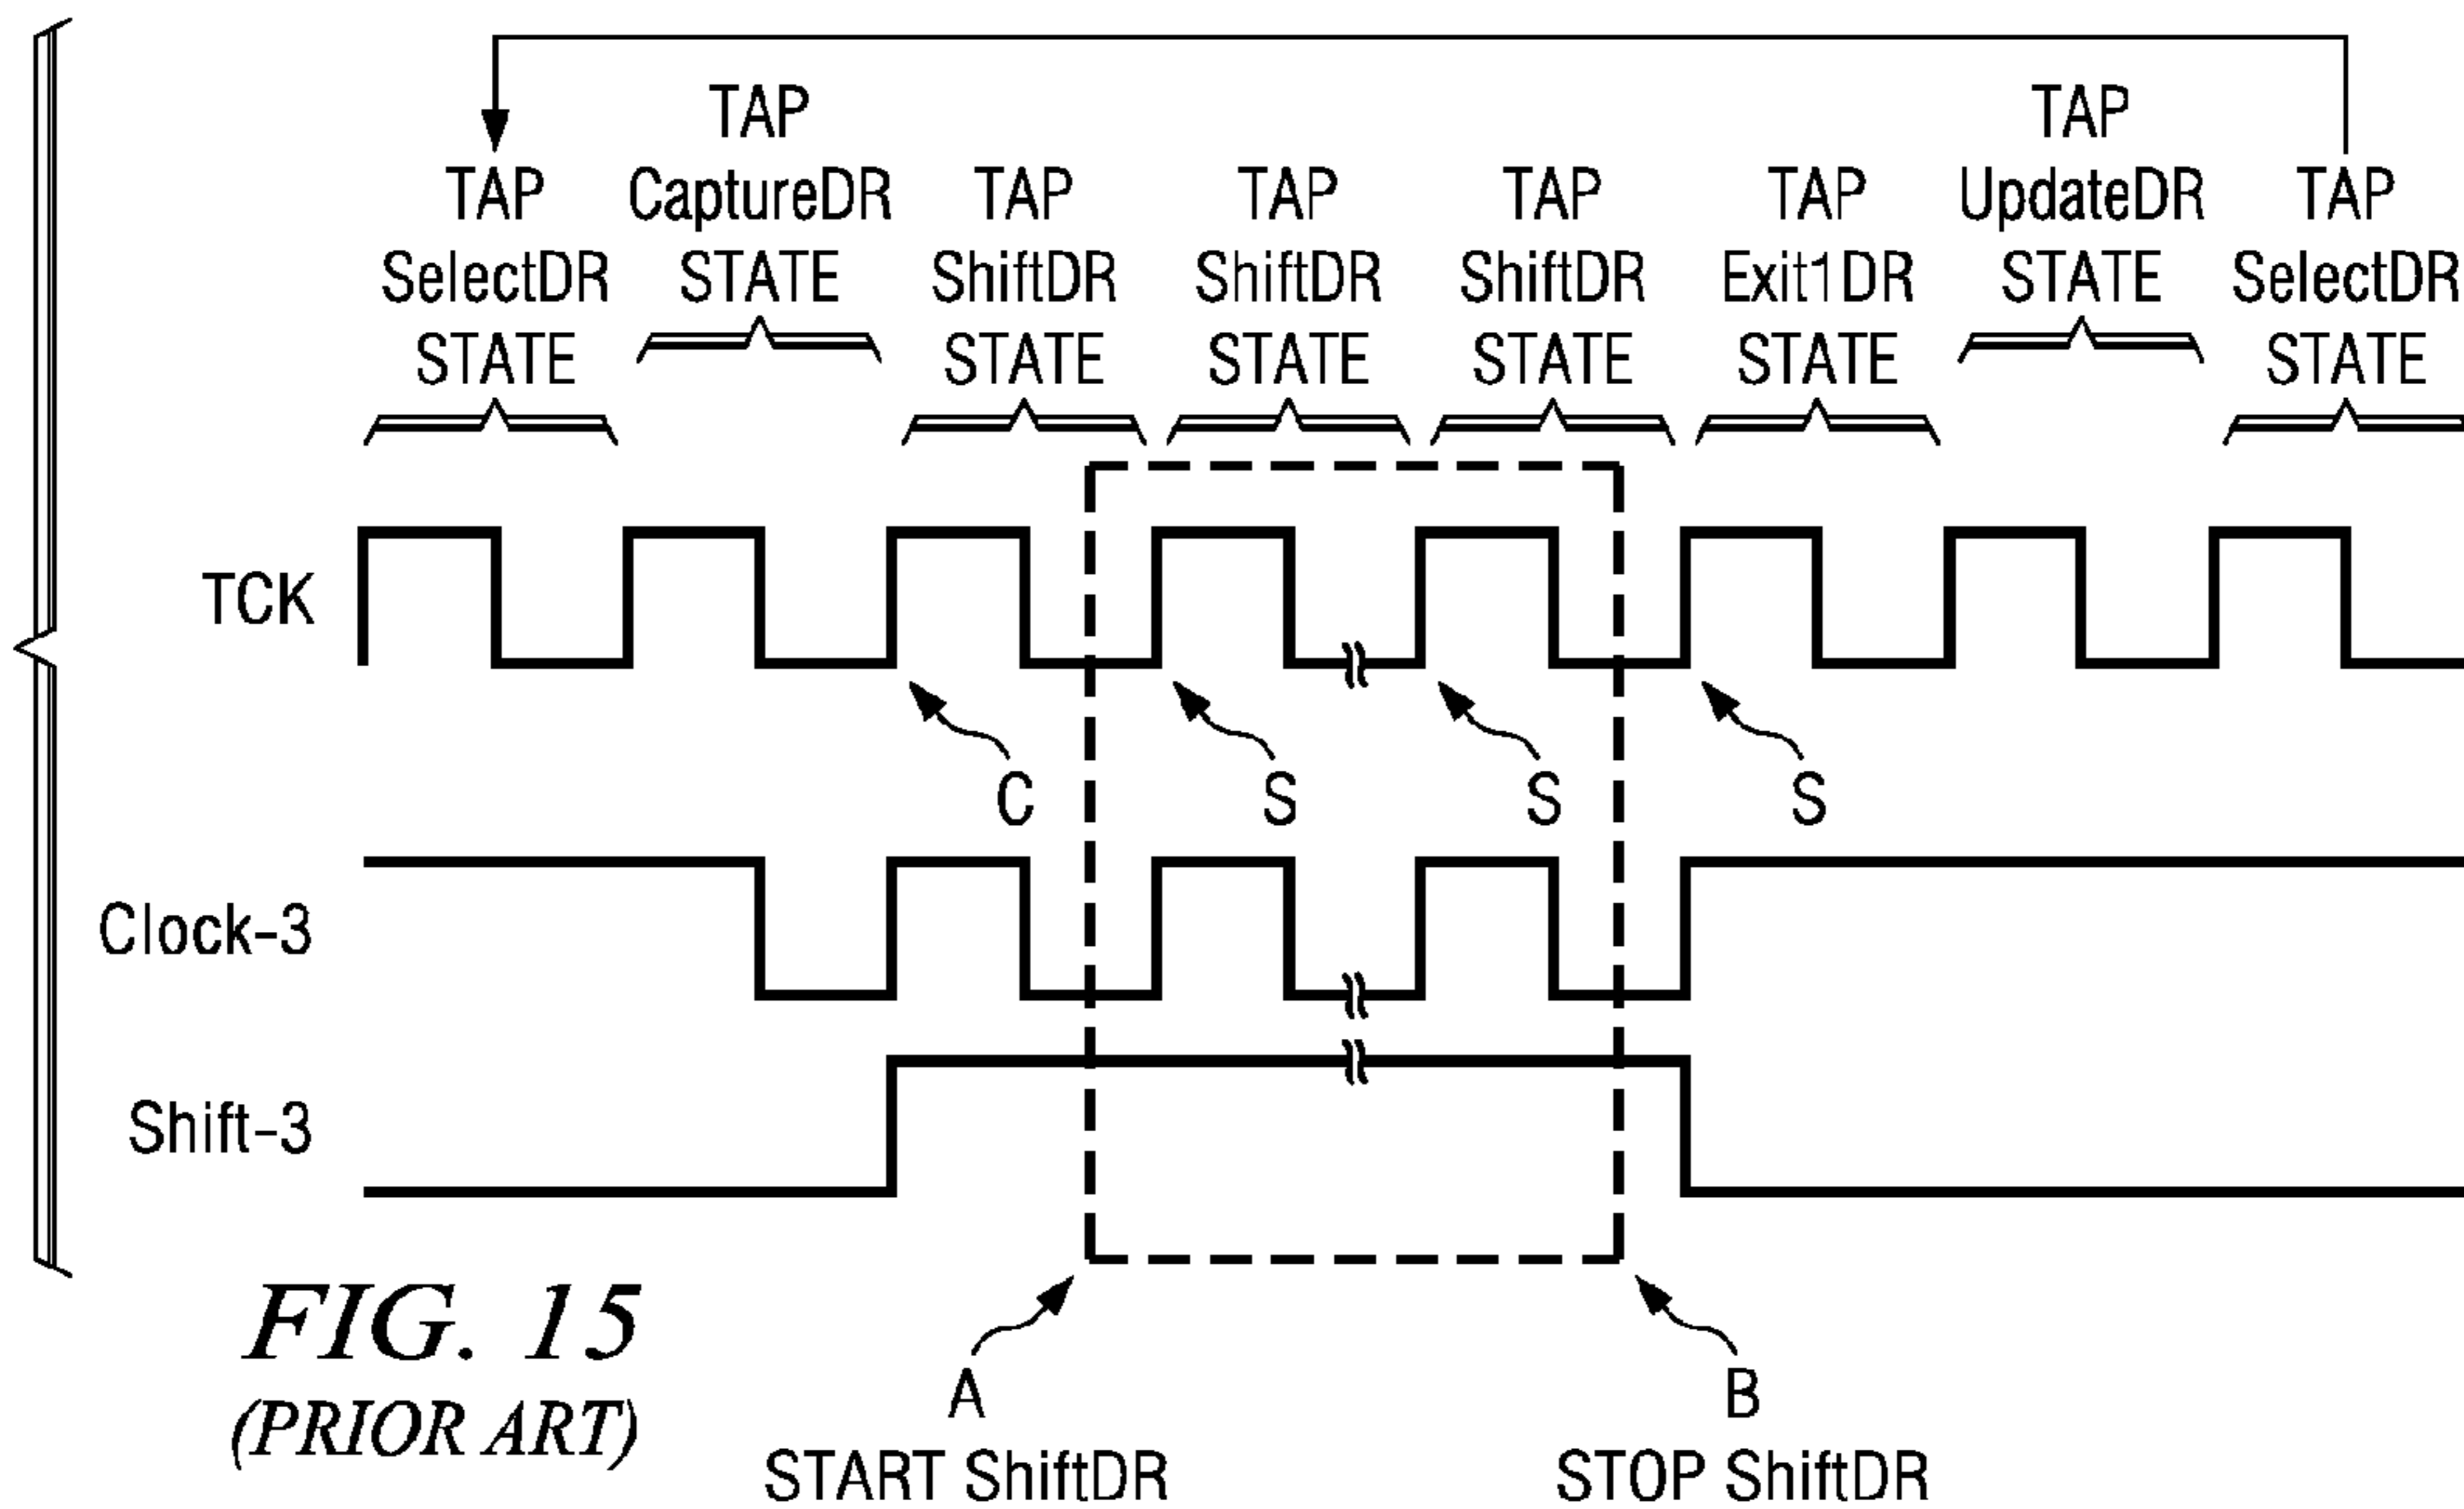 TAP
SelectDR
STATE
TAP
CaptureDR
STATE
TAP
ShiftDR
STATE
TAP
ShiftDR
STATE
TAP
ShiftDR
STATE
TAP
Exit1DR
STATE
TAP
UpdateDR
STATE
TAP
SelectDR
STATE
TCK
C
S
S
S
Clock-3
Shift-3
A
START ShiftDR
B
STOP ShiftDR
FIG. 15
(PRIOR ART)